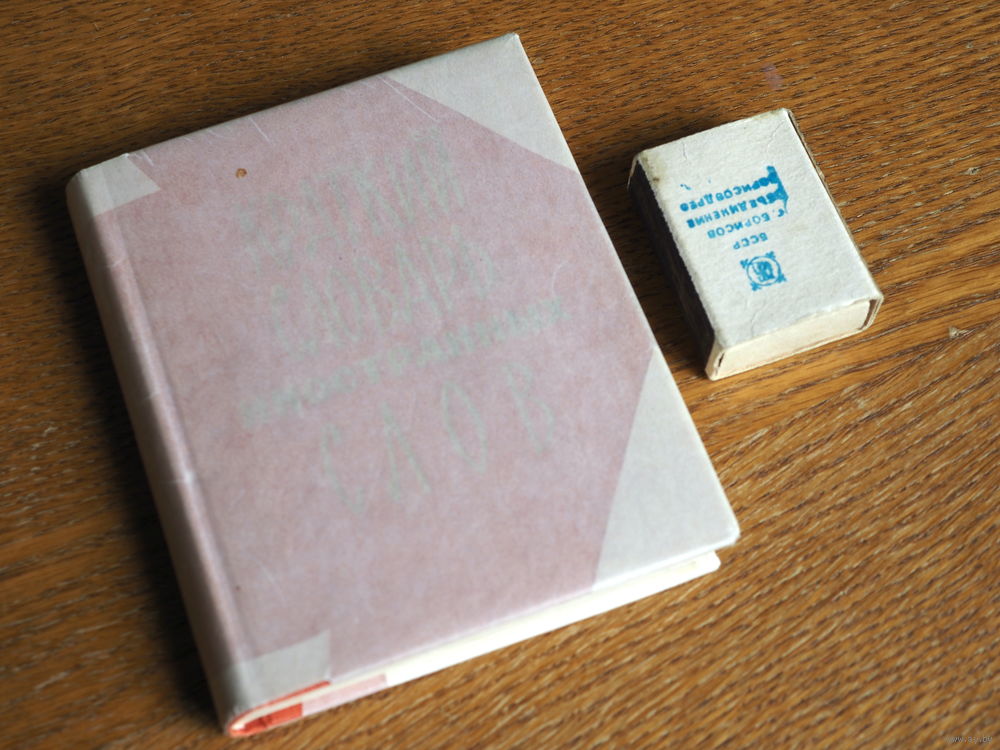 КРАТКИЙ
СЛОВАРЬ
иностранных
СЛОВ
БССР
г. БОРИСОВ
ОБЪЕДИНЕНИЕ
БОРИСОВДРЕВ